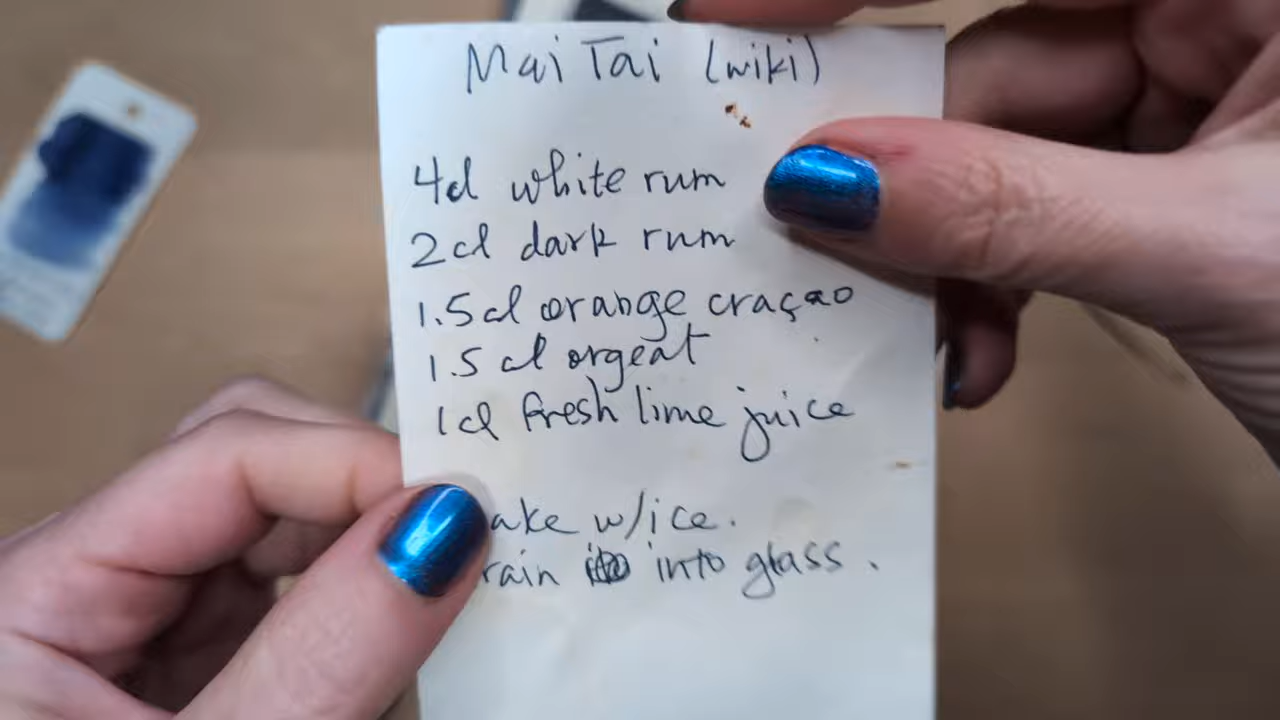 Mai Tai (wiki)
4cl white rum
2cl dark rum
1.5cl orange craçao
1.5 cl orgeat
1cl fresh lime juice
ake w/ice.
rain into glass.